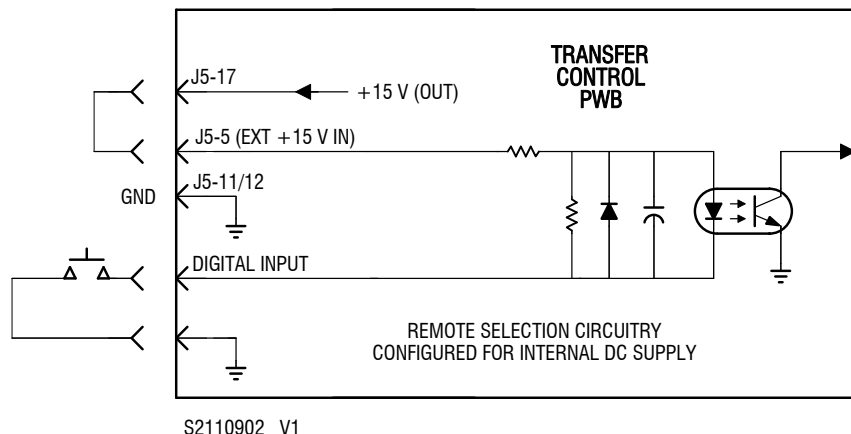 TRANSFER
CONTROL
PWB
J5-17
+15 V (OUT)
J5-5 (EXT +15 V IN)
J5-11/12
GND
DIGITAL INPUT
REMOTE SELECTION CIRCUITRY
CONFIGURED FOR INTERNAL DC SUPPLY
S2110902 V1